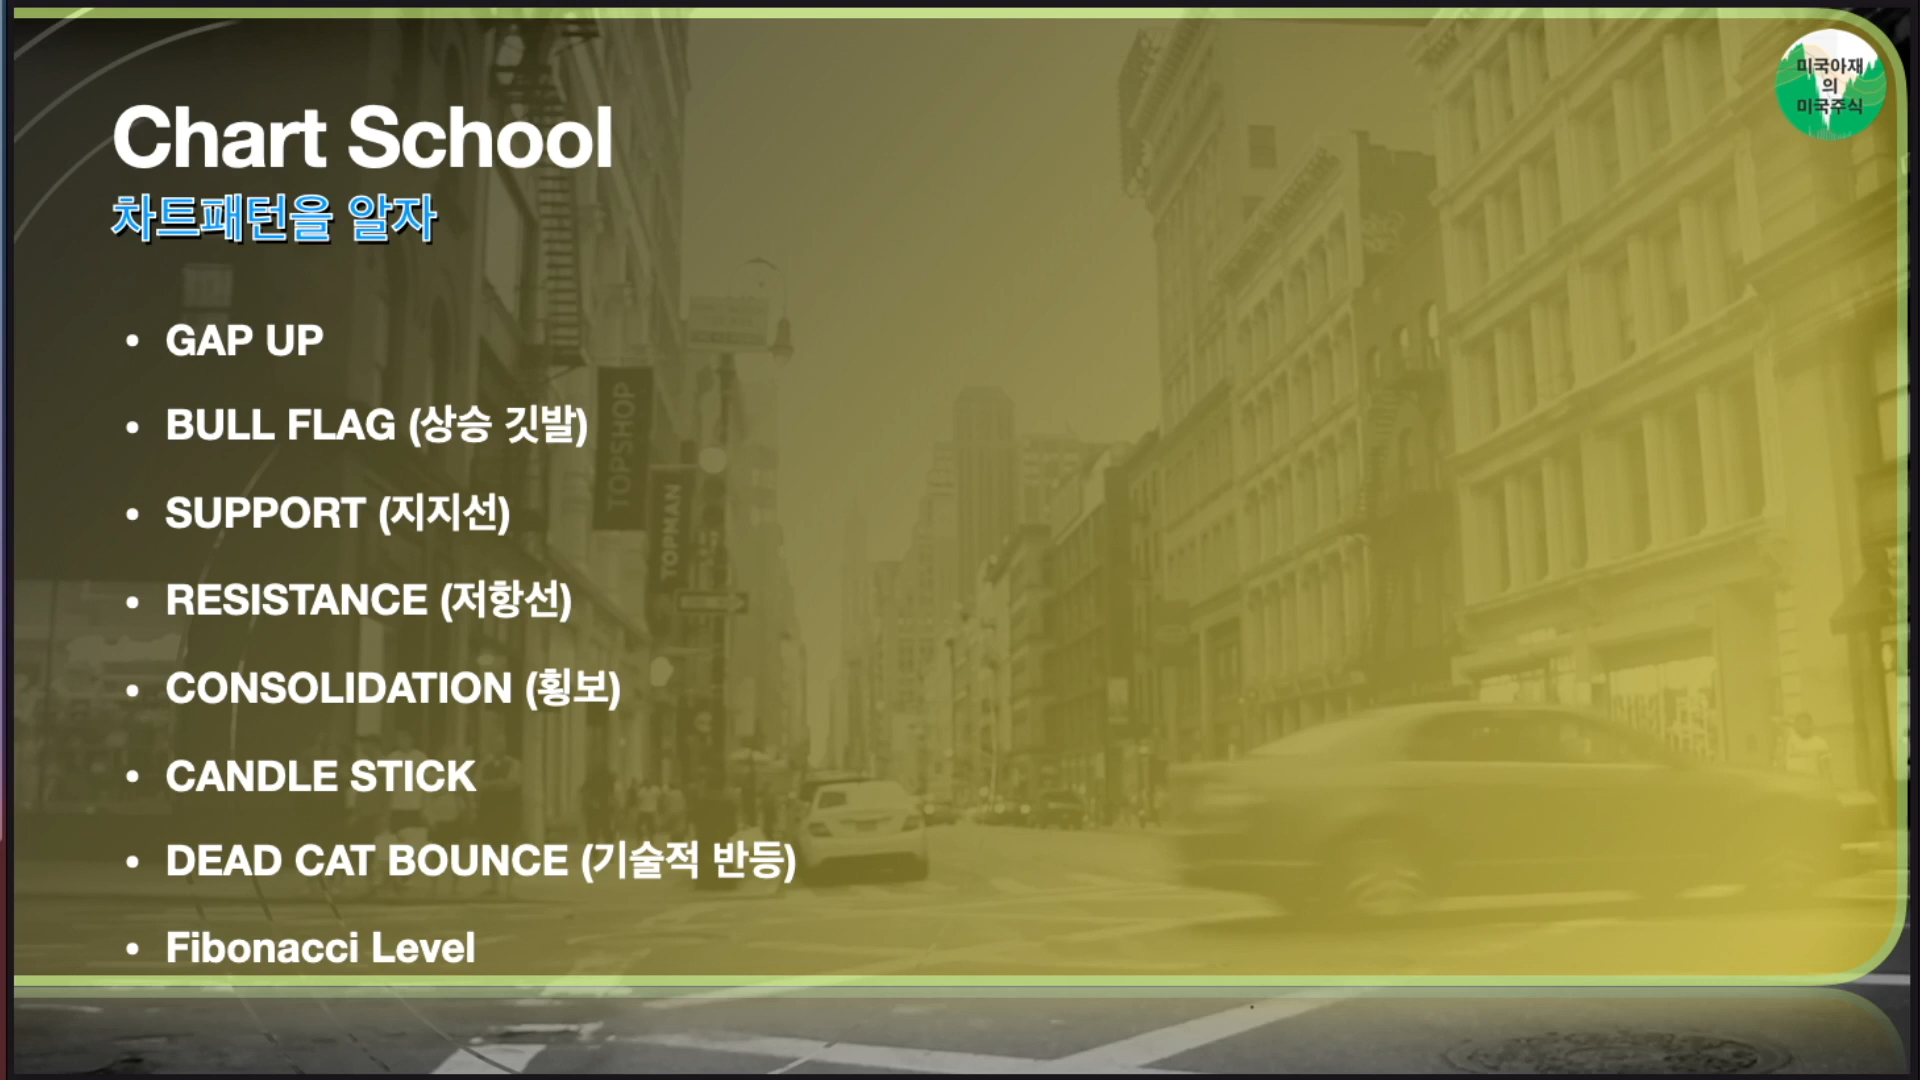 미국아재
의
미국주식
Chart School
차트패턴을 알자
• GAP UP
• BULL FLAG (상승 깃발)
• SUPPORT (지지선)
• RESISTANCE (저항선)
• CONSOLIDATION (횡보)
• CANDLE STICK
• DEAD CAT BOUNCE (기술적 반등)
• Fibonacci Level
TOPSHOP
TOPMAN